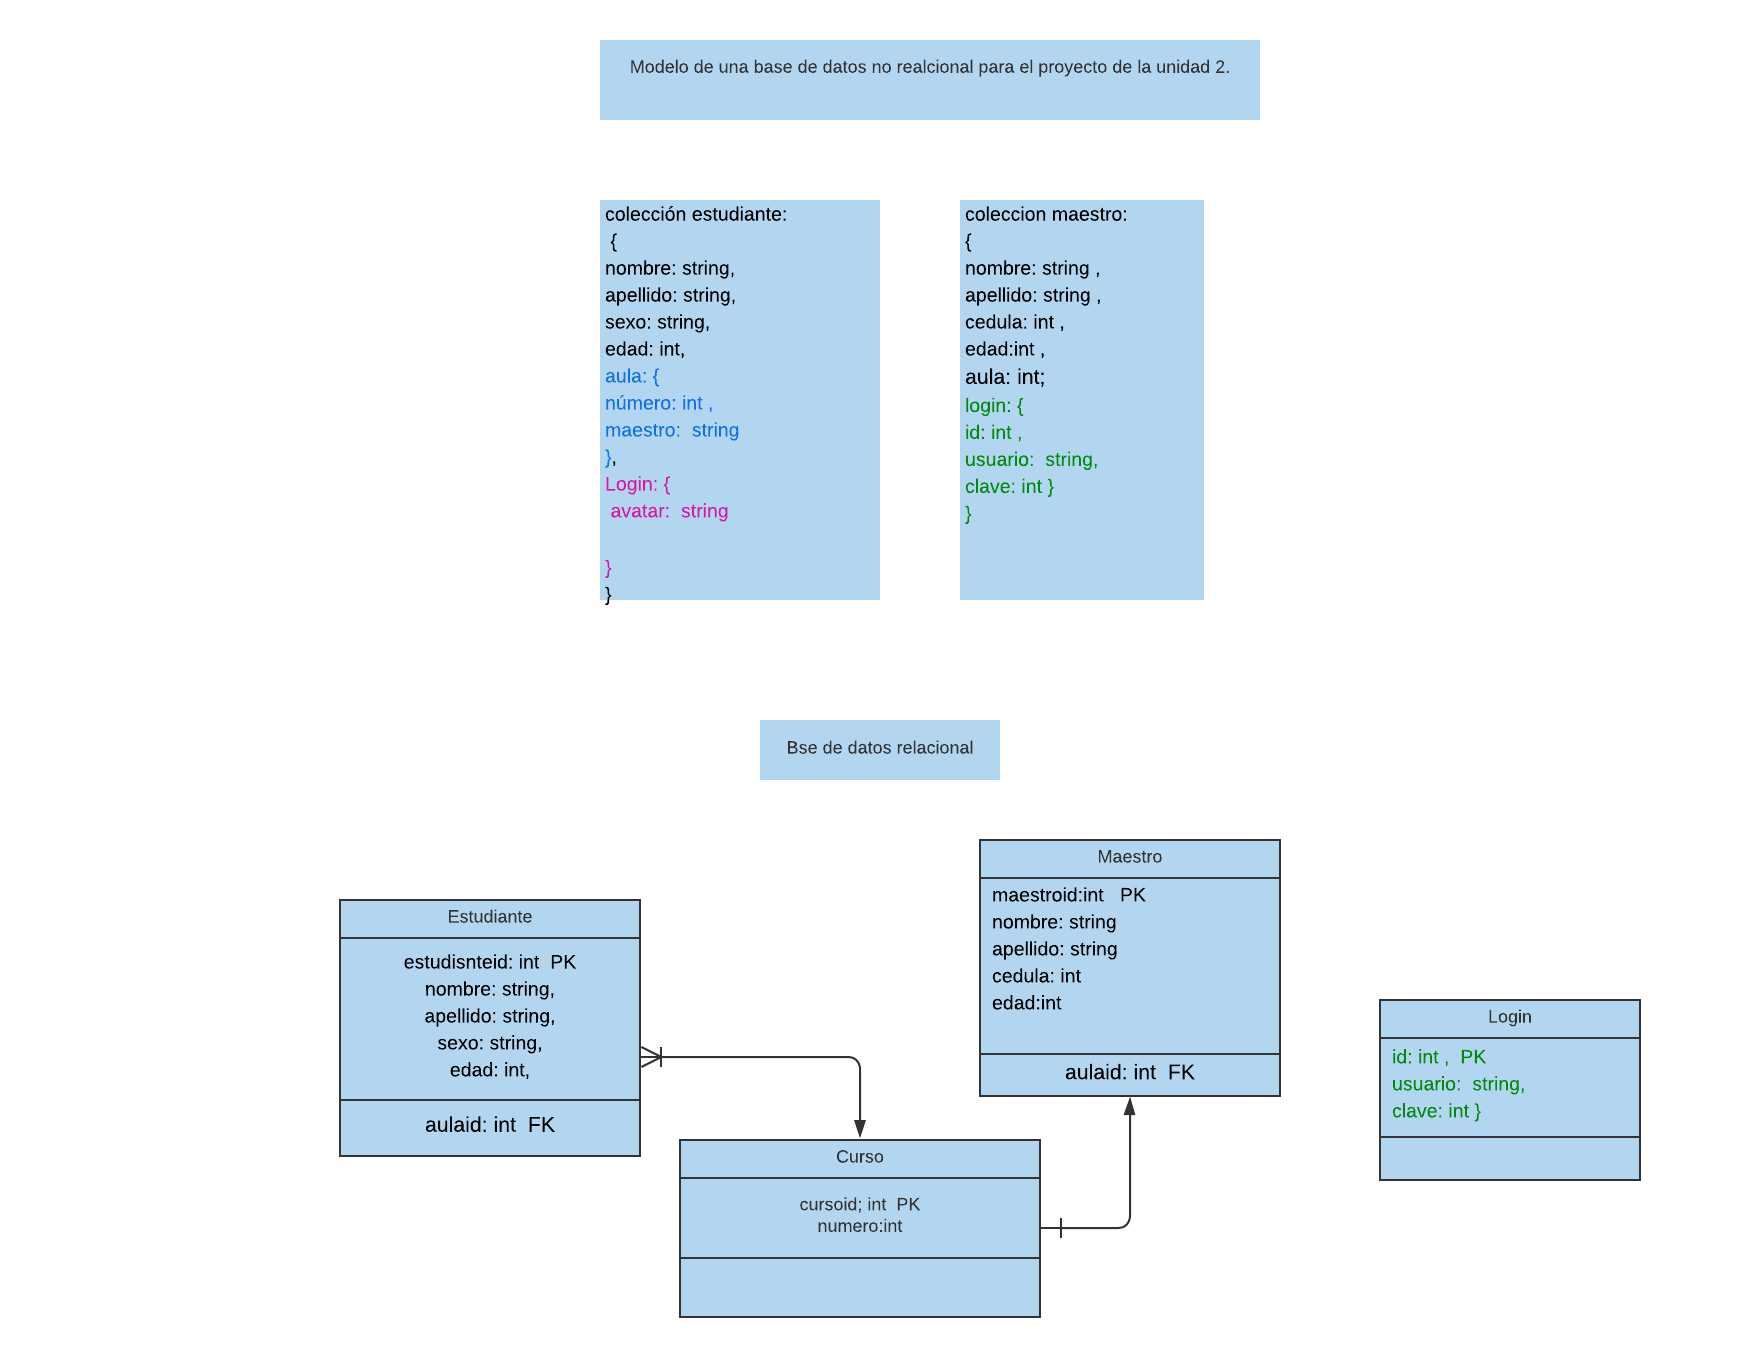 Modelo de una base de datos no realcional para el proyecto de la unidad 2.
colección estudiante:
{
nombre: string,
apellido: string,
sexo: string,
edad: int,
aula: {
número: int ,
maestro:  string
},
Login: {
avatar:  string
}
}
coleccion maestro:
{
nombre: string ,
apellido: string ,
cedula: int ,
edad:int ,
aula: int;
login: {
id: int ,
usuario:  string,
clave: int }
}
Bse de datos relacional
Estudiante
estudisnteid: int  PK
nombre: string,
apellido: string,
sexo: string,
edad: int,
aulaid: int  FK
Curso
cursoid; int  PK
numero:int
Maestro
maestroid:int   PK
nombre: string
apellido: string
cedula: int
edad:int
aulaid: int  FK
Login
id: int ,  PK
usuario:  string,
clave: int }